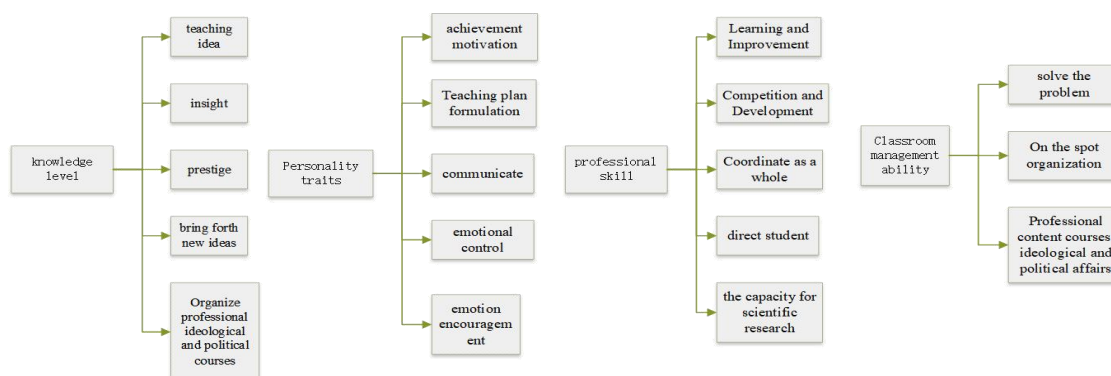 knowledge
level
teaching
idea
insight
prestige
bring forth
new ideas
Organize
professional
ideological
and political
courses
Personality
traits
achievement
motivation
Teaching plan
formulation
communicate
emotional
control
emotion
encouragem
ent
professional
skill
Learning and
Improvement
Competition and
Development
Coordinate as a
whole
direct student
the capacity for
scientific
research
Classroom
management
ability
solve the
problem
On the spot
organization
Professional
content courses
ideological and
political affairs